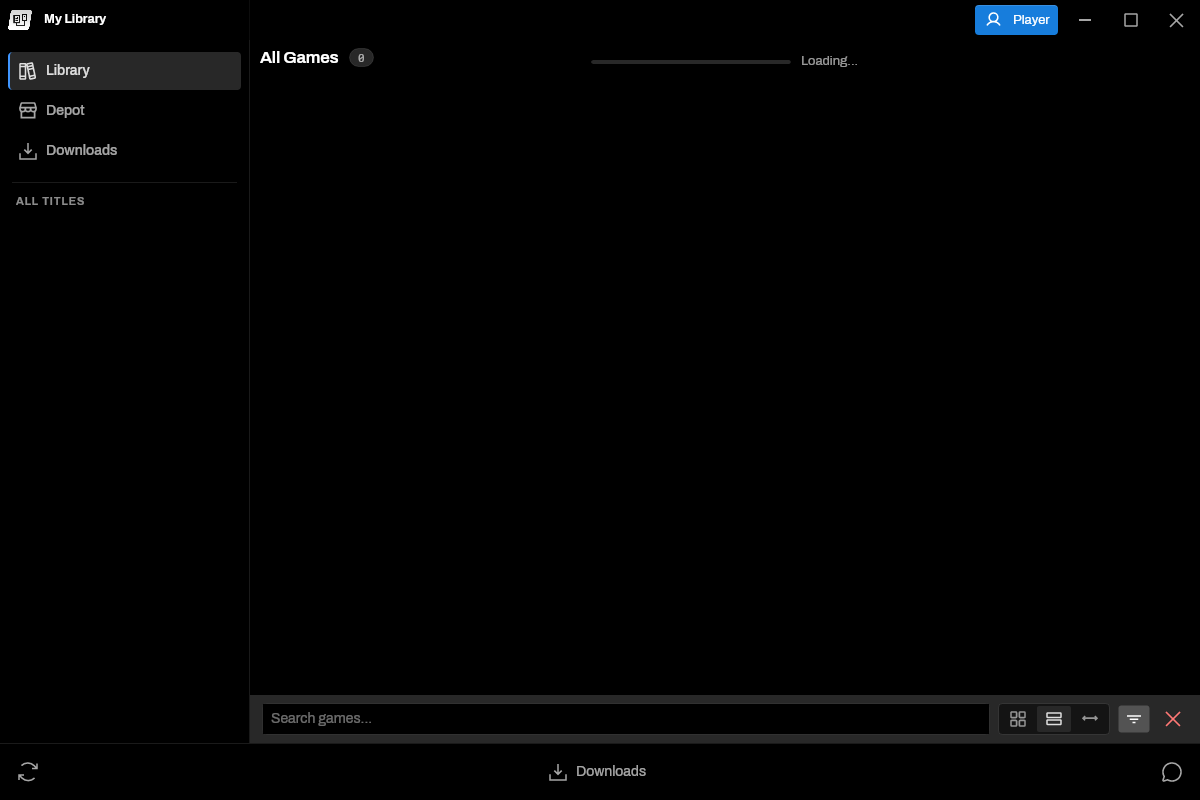 My Library
Player
Library
Depot
Downloads
ALL TITLES
All Games 0
Loading...
Search games...
Downloads